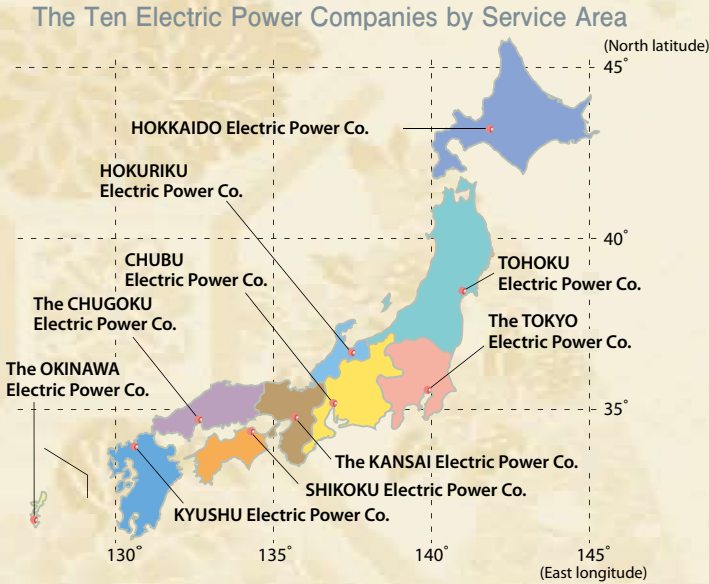 The Ten Electric Power Companies by Service Area
(North latitude)
45˚
HOKKAIDO Electric Power Co.
HOKURIKU
Electric Power Co.
40˚
CHUBU
Electric Power Co.
TOHOKU
Electric Power Co.
The CHUGOKU
Electric Power Co.
The TOKYO
Electric Power Co.
The OKINAWA
Electric Power Co.
35˚
The KANSAI Electric Power Co.
SHIKOKU Electric Power Co.
KYUSHU Electric Power Co.
130˚
135˚
140˚
145˚
(East longitude)